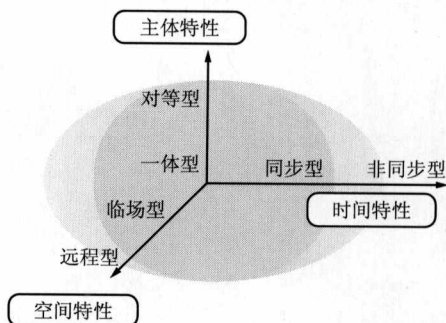 主体特性
对等型
一体型
同步型
非同步型
临场型
时间特性
远程型
空间特性